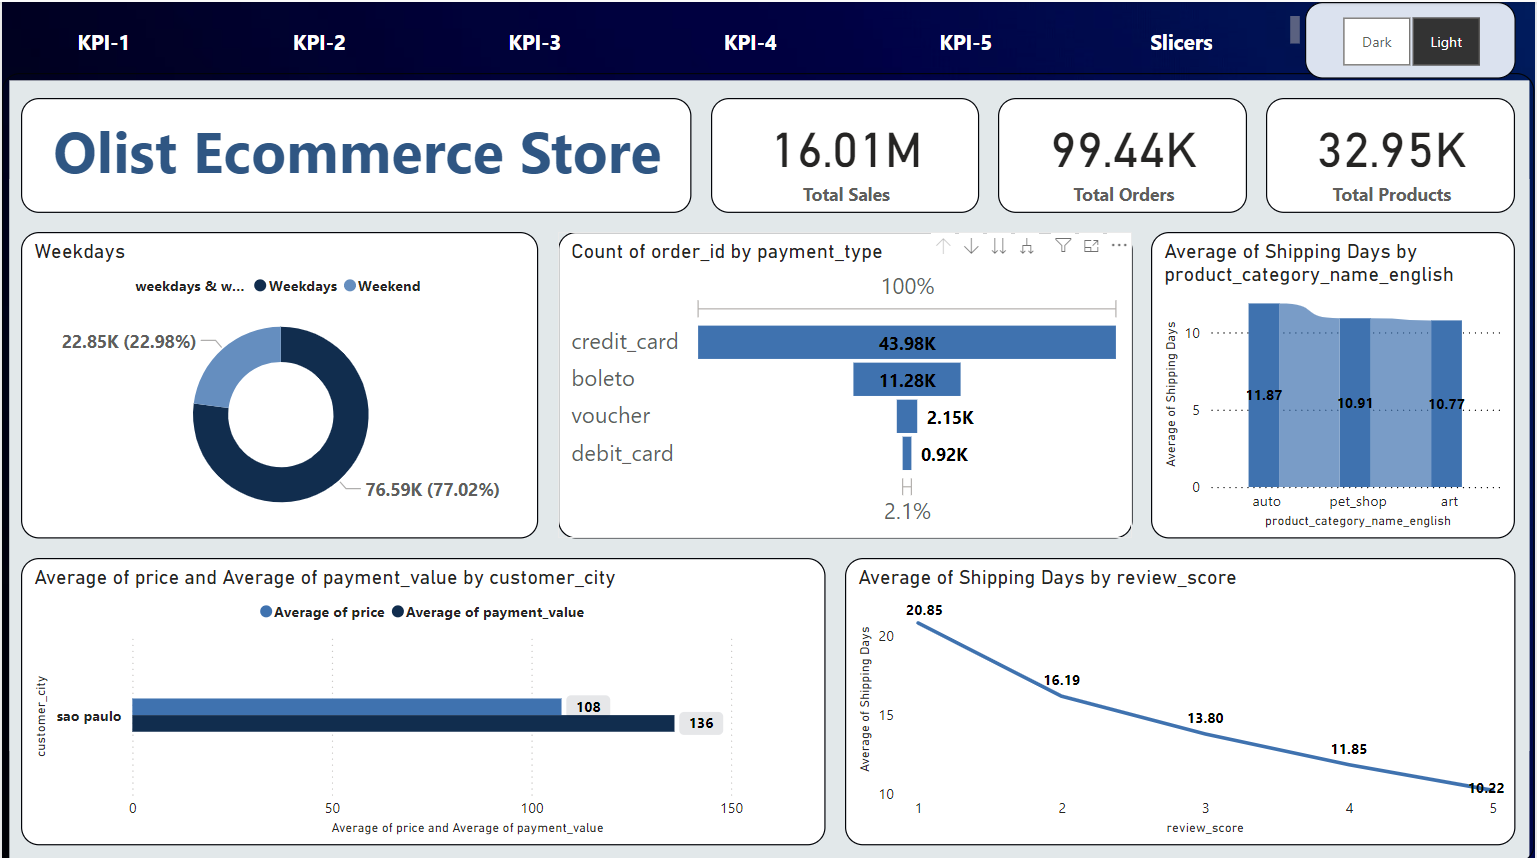 KPI-1 KPI-2 KPI-3 KPI-4 KPI-5 Slicers Dark Light
Olist Ecommerce Store
16.01M
Total Sales
99.44K
Total Orders
32.95K
Total Products
Weekdays
weekdays & w... Weekdays Weekend
22.85K (22.98%)
76.59K (77.02%)
Count of order_id by payment_type
100%
credit_card 43.98K
boleto 11.28K
voucher 2.15K
debit_card 0.92K
2.1%
Average of Shipping Days by
product_category_name_english
Average of Shipping Days
10
5
0
11.87 10.91 10.77
auto pet_shop art
product_category_name_english
Average of price and Average of payment_value by customer_city
Average of price Average of payment_value
customer_city
sao paulo
108
136
0 50 100 150
Average of price and Average of payment_value
Average of Shipping Days by review_score
Average of Shipping Days
20
15
10
20.85
16.19
13.80
11.85
10.22
1 2 3 4 5
review_score